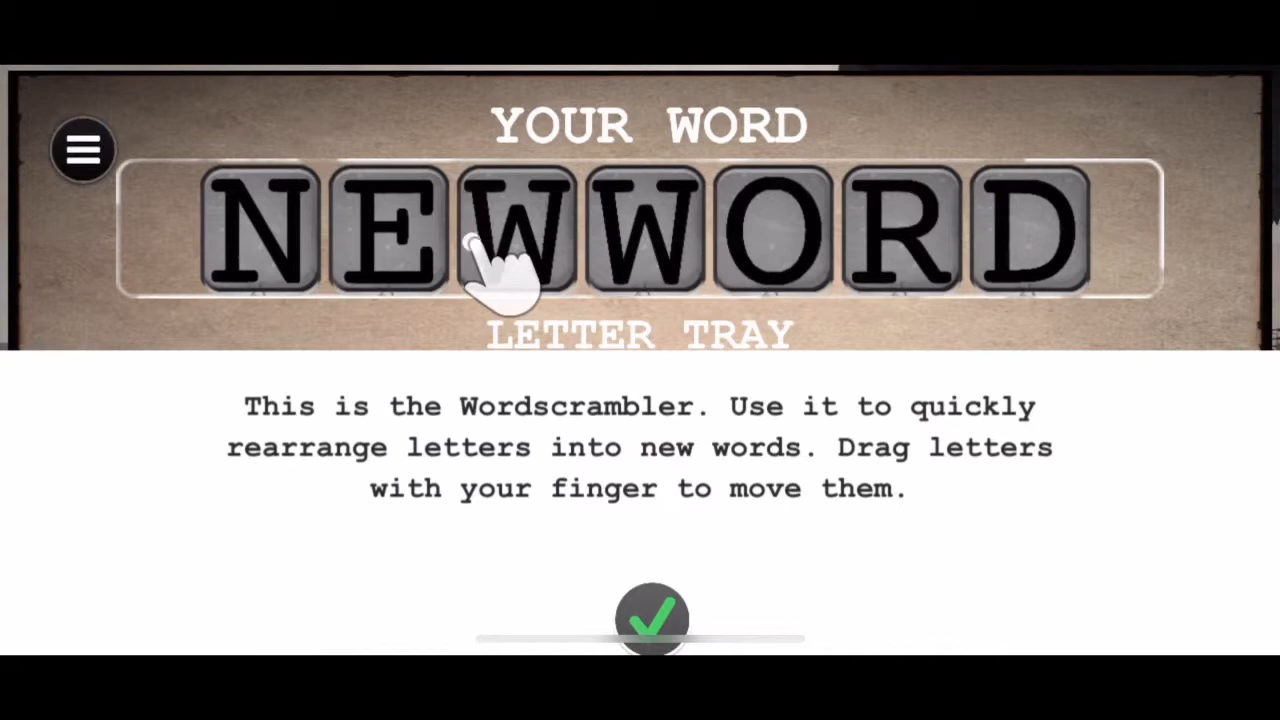 YOUR WORD
NEWWORD
LETTER TRAY
This is the Wordscrambler. Use it to quickly
rearrange letters into new words. Drag letters
with your finger to move them.